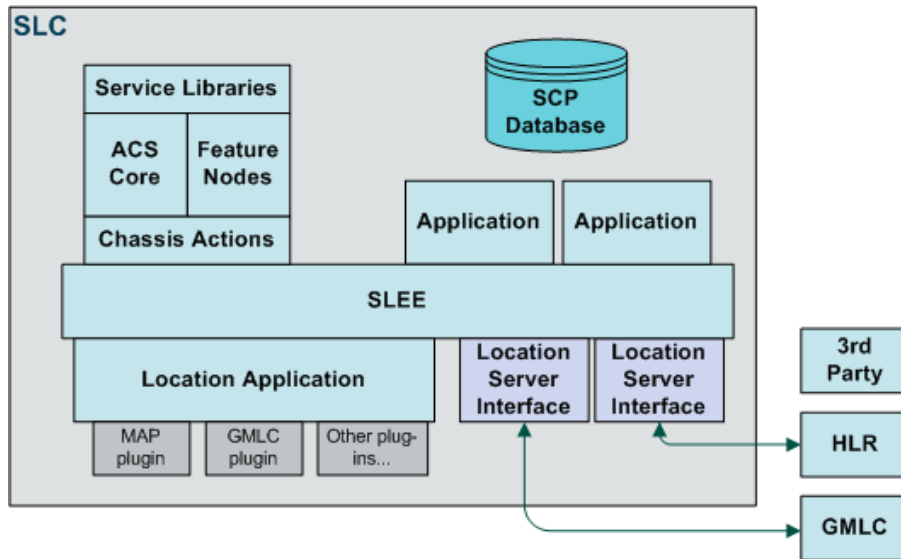 SLC
Service Libraries
ACS
Core
Feature
Nodes
Chassis Actions
SCP
Database
Application
Application
SLEE
Location Application
Location
Server
Interface
Location
Server
Interface
MAP
plugin
GMLC
plugin
Other plug-
ins...
3rd
Party
HLR
GMLC